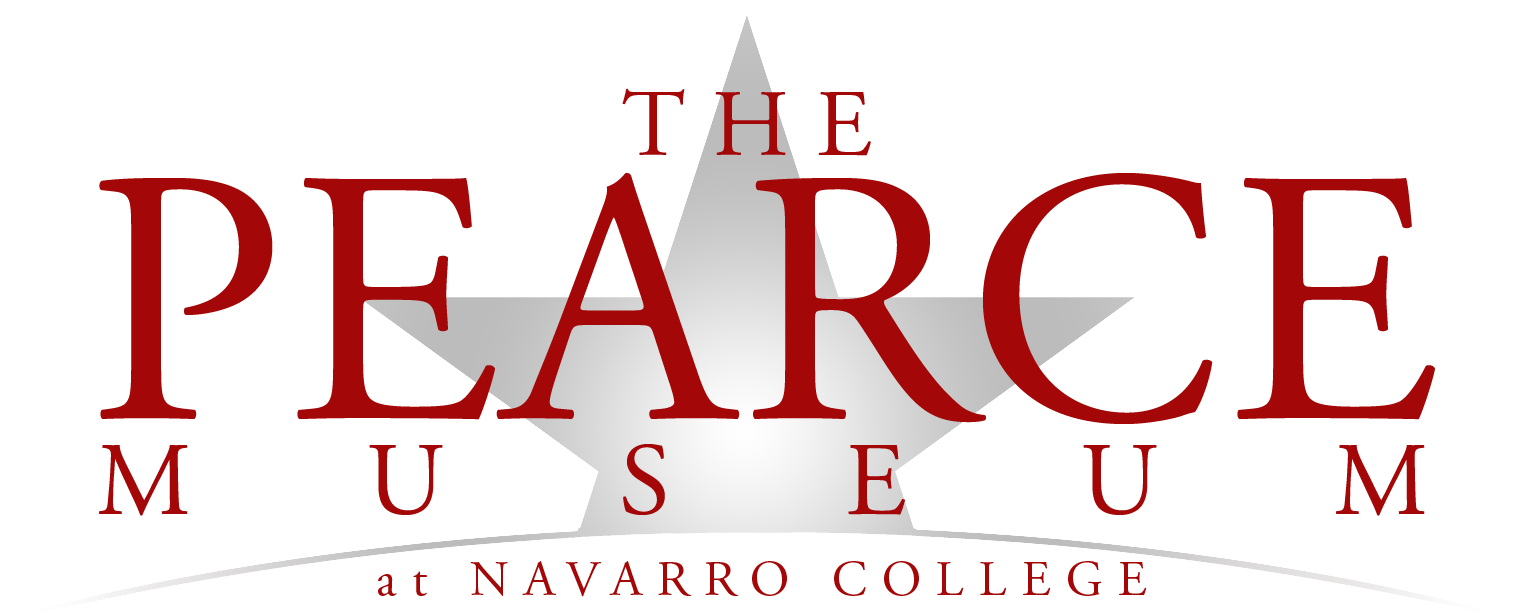 THE
PEARCE
MUSEUM
at NAVARRO COLLEGE